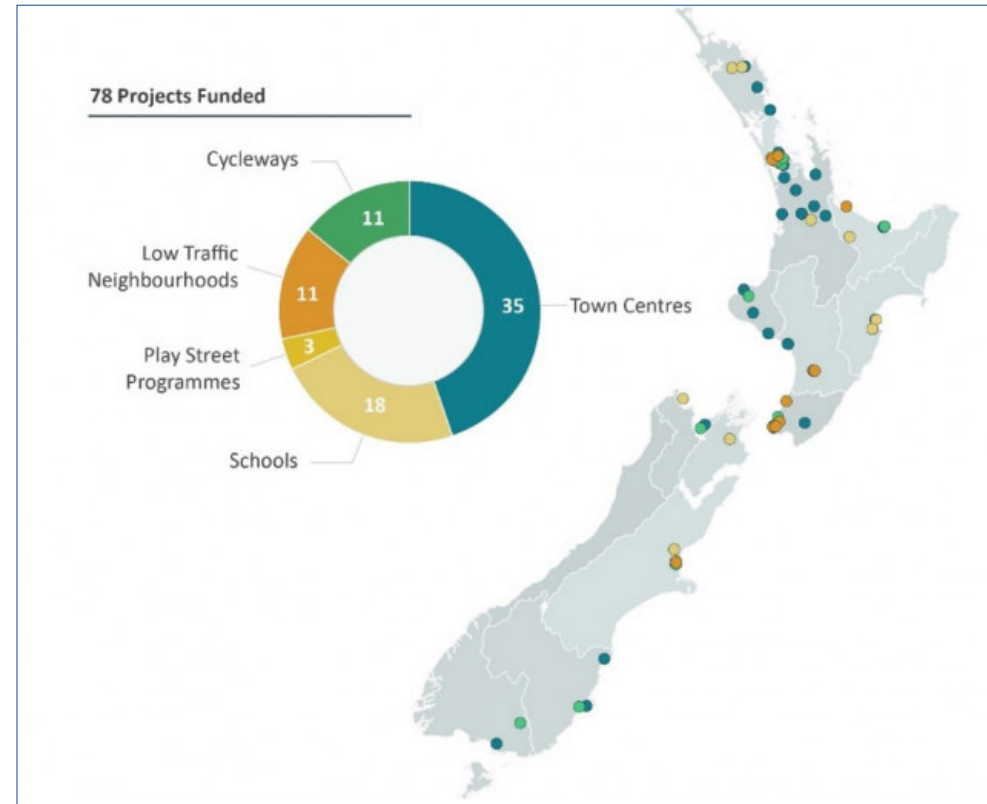 78 Projects Funded
Cycleways
11
Low Traffic
Neighbourhoods
11
35
Town Centres
Play Street
Programmes
3
18
Schools